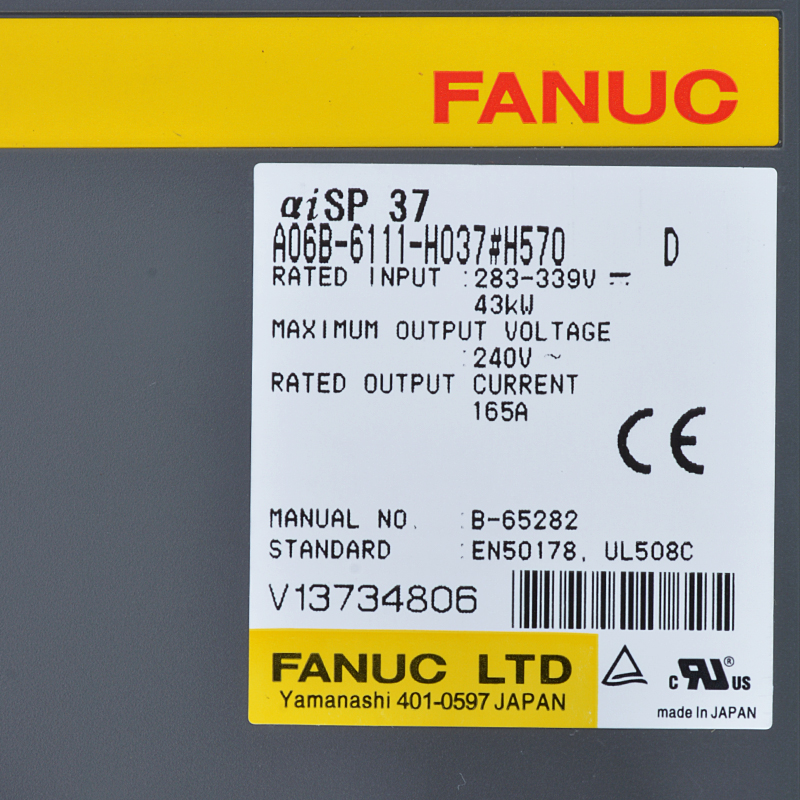 FANUC
αiSP 37
A06B-6111-H037#H570 D
RATED INPUT : 283-339V ⎓
43kW
MAXIMUM OUTPUT VOLTAGE
: 240V ~
RATED OUTPUT CURRENT
165A
CE
MANUAL NO. : B-65282
STANDARD : EN50178, UL508C
V13734806
FANUC LTD
Yamanashi 401-0597 JAPAN
c RU® US
made In JAPAN